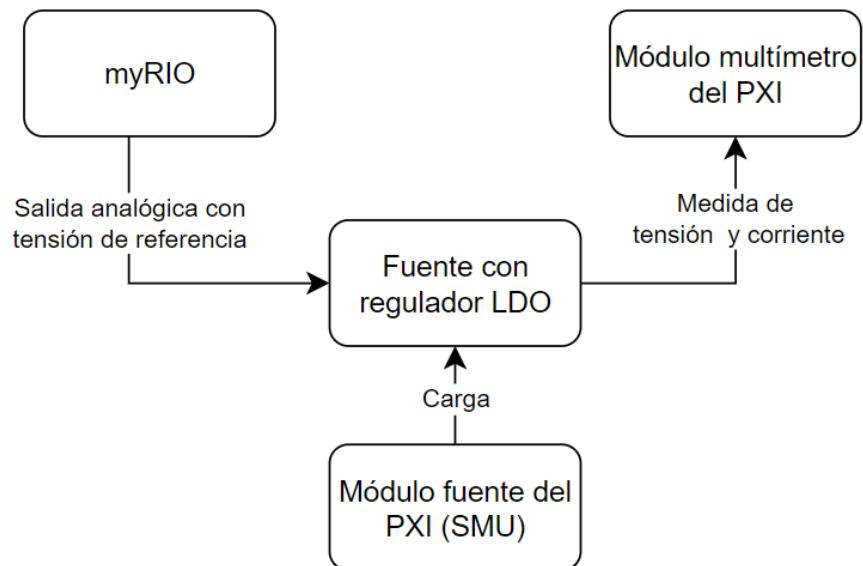 myRIO
Módulo multímetro
del PXI
Salida analógica con
tensión de referencia
Medida de
tensión y corriente
Fuente con
regulador LDO
Carga
Módulo fuente del
PXI (SMU)